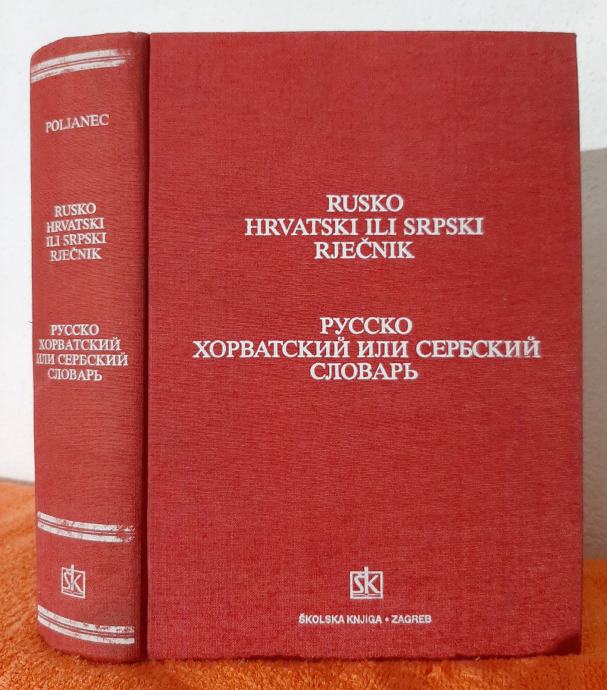 POLJANEC
RUSKO
HRVATSKI
ILI SRPSKI
RJEČNIK
РУССКО
ХОРВАТСКИЙ
ИЛИ СЕРБСКИЙ
СЛОВАРЬ
ŠK
RUSKO
HRVATSKI ILI SRPSKI
RJEČNIK
РУССКО
ХОРВАТСКИЙ ИЛИ СЕРБСКИЙ
СЛОВАРЬ
ŠK
ŠKOLSKA KNJIGA • ZAGREB